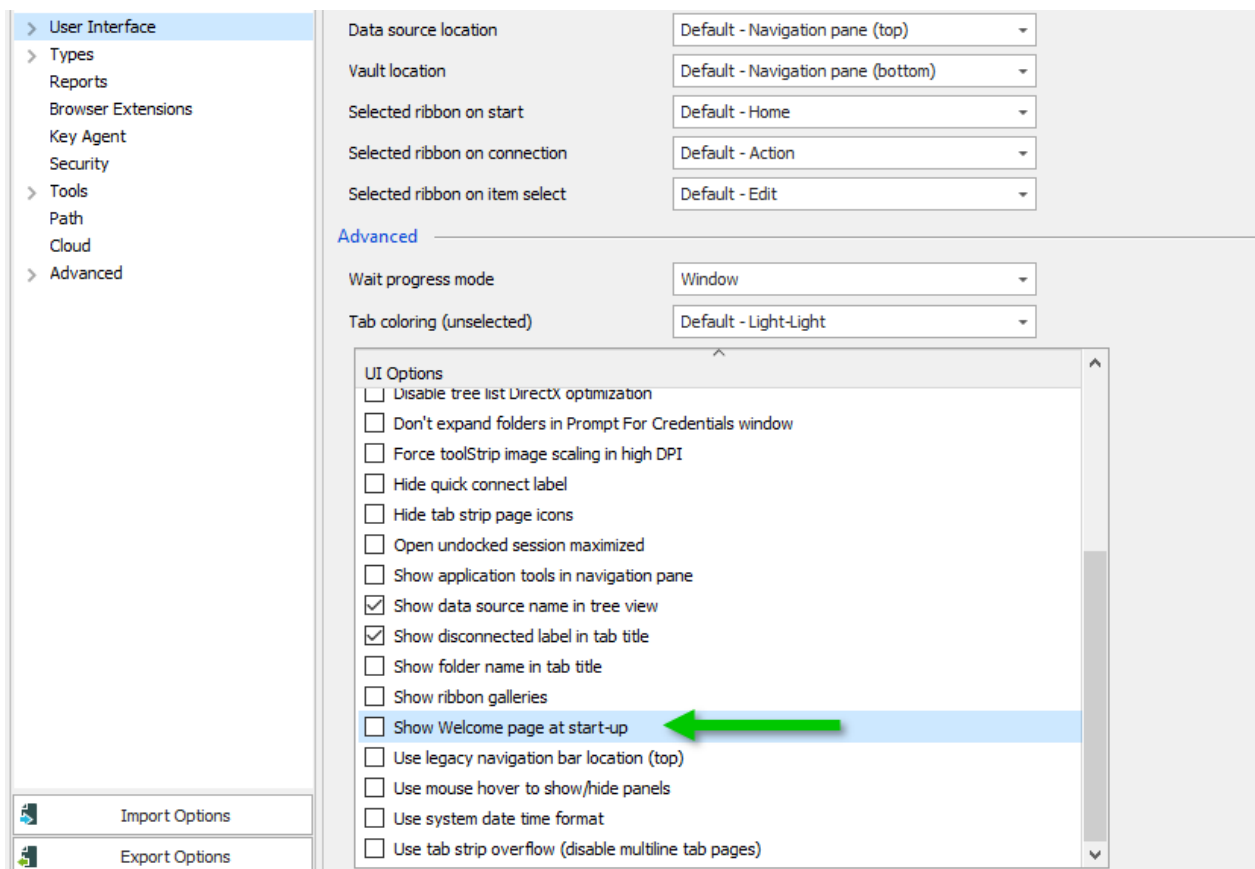 User Interface
Types
Reports
Browser Extensions
Key Agent
Security
Tools
Path
Cloud
Advanced
Import Options
Export Options
Data source location Default - Navigation pane (top)
Vault location Default - Navigation pane (bottom)
Selected ribbon on start Default - Home
Selected ribbon on connection Default - Action
Selected ribbon on item select Default - Edit
Advanced
Wait progress mode Window
Tab coloring (unselected) Default - Light-Light
UI Options
Disable tree list DirectX optimization
Don't expand folders in Prompt For Credentials window
Force toolStrip image scaling in high DPI
Hide quick connect label
Hide tab strip page icons
Open undocked session maximized
Show application tools in navigation pane
Show data source name in tree view
Show disconnected label in tab title
Show folder name in tab title
Show ribbon galleries
Show Welcome page at start-up
Use legacy navigation bar location (top)
Use mouse hover to show/hide panels
Use system date time format
Use tab strip overflow (disable multiline tab pages)